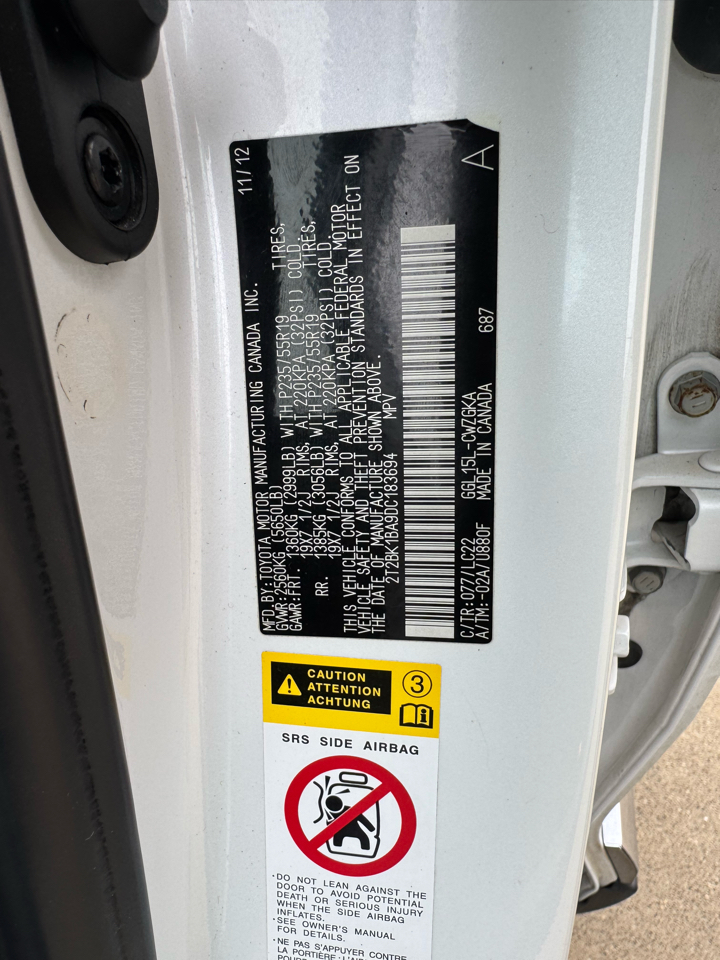 MFD.BY:TOYOTA MOTOR MANUFACTURING CANADA INC. 11/12
GVWR:2560KG (5650LB)
GAWR:FRT. 1360KG (2999LB) WITH P235/55R19 TIRES,
19X7 1/2J RIMS, AT 220KPA (32PSI) COLD.
RR. 1385KG (3056LB) WITH P235/55R19 TIRES,
19X7 1/2J RIMS, AT 220KPA (32PSI) COLD.
THIS VEHICLE CONFORMS TO ALL APPLICABLE FEDERAL MOTOR
VEHICLE SAFETY AND THEFT PREVENTION STANDARDS IN EFFECT ON
THE DATE OF MANUFACTURE SHOWN ABOVE.
2T2BK1BA9DC183694 MPV
C/TR:077/LC22 GGL15L-CWZGKA 687 A
A/TM:-02A/U880F MADE IN CANADA
CAUTION
ATTENTION
ACHTUNG
3
SRS SIDE AIRBAG
·DO NOT LEAN AGAINST THE
DOOR TO AVOID POTENTIAL
DEATH OR SERIOUS INJURY
WHEN THE SIDE AIRBAG
INFLATES.
·SEE OWNER'S MANUAL
FOR DETAILS.
·NE PAS S'APPUYER CONTRE